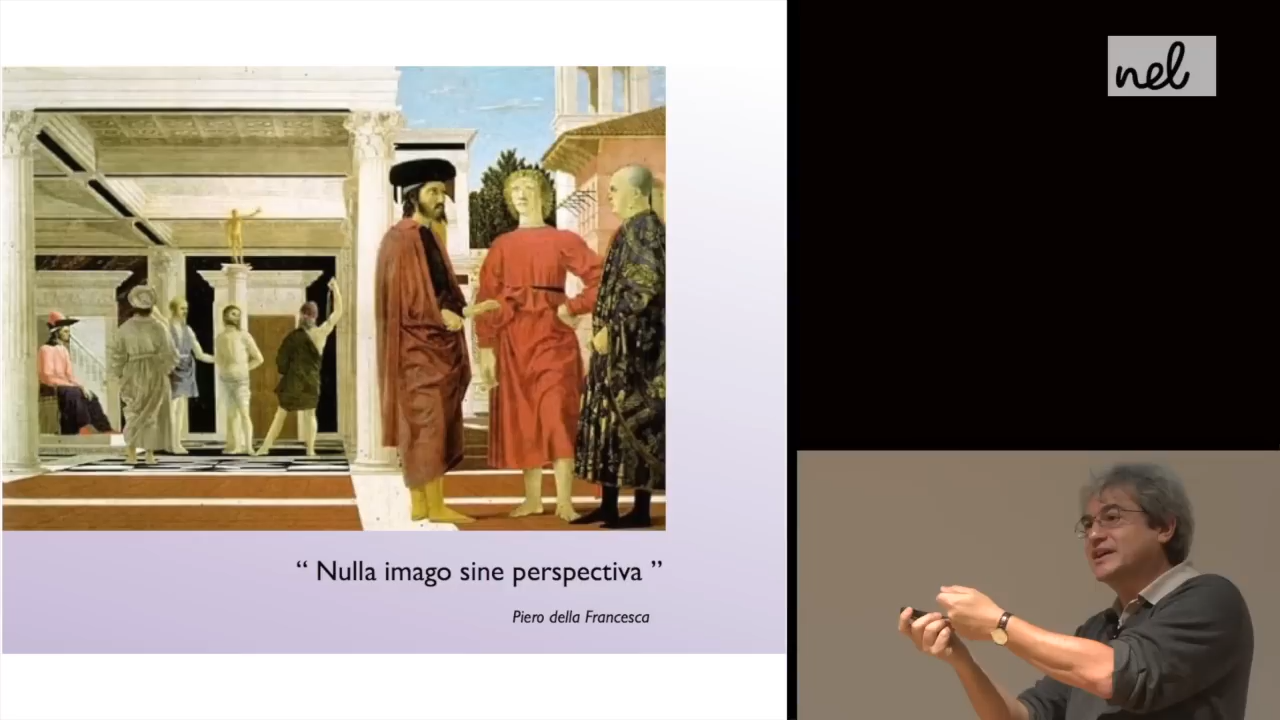 nel
“ Nulla imago sine perspectiva ”
Piero della Francesca